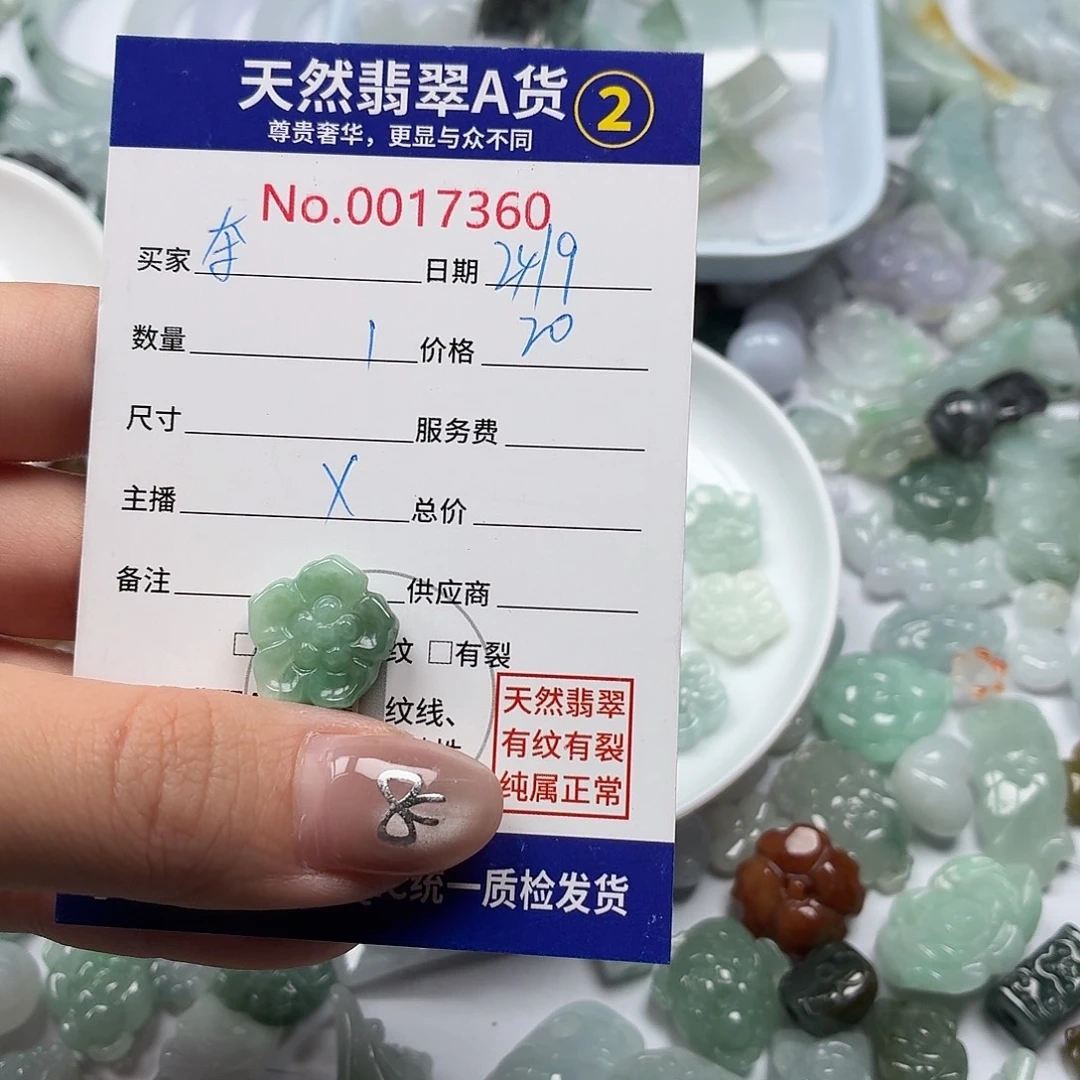 天然翡翠A货 2
尊贵奢华，更显与众不同
No.0017360
买家 日期 24/9
数量 1 价格 20
尺寸 服务费
主播 X 总价
备注 供应商
□ 纹 □有裂
纹线、
天然翡翠
有纹有裂
纯属正常
统一质检发货